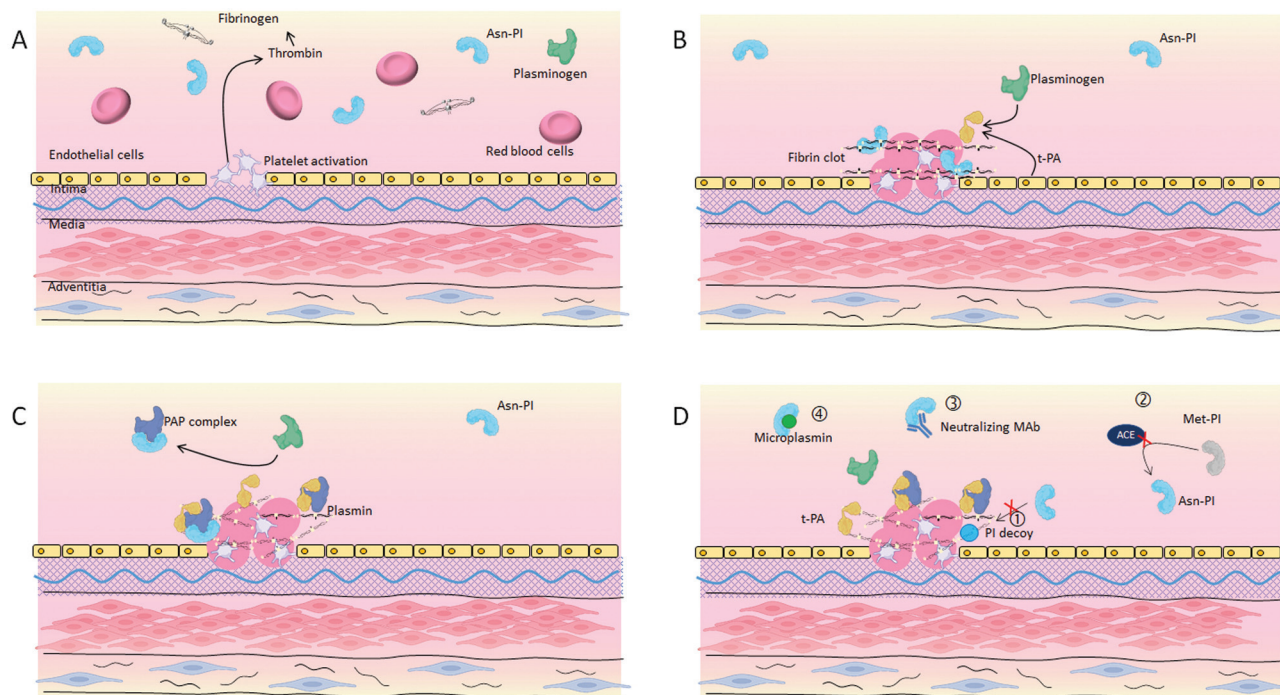 A
Fibrinogen
Thrombin
Asn-PI
Plasminogen
Endothelial cells
Platelet activation
Red blood cells
Intima
Media
Adventitia
B
Asn-PI
Plasminogen
Fibrin clot
t-PA
C
Asn-PI
PAP complex
Plasmin
D
④
Microplasmin
③
Neutralizing MAb
②
Met-PI
ACE
Asn-PI
t-PA
①
PI decoy